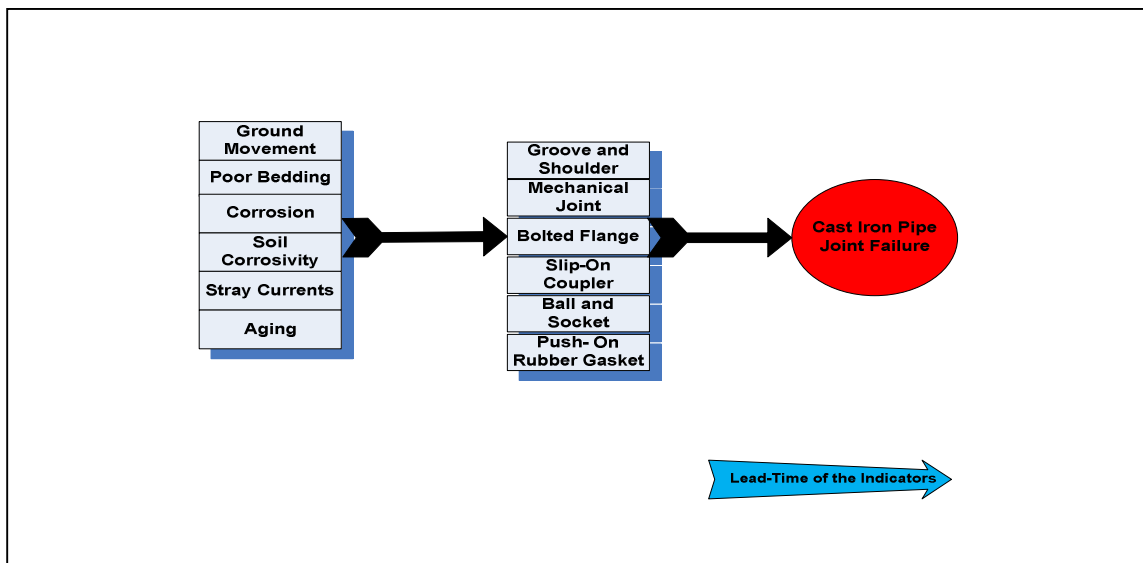 Ground
Movement
Poor Bedding
Corrosion
Soil
Corrosivity
Stray Currents
Aging
Groove and
Shoulder
Mechanical
Joint
Bolted Flange
Slip-On
Coupler
Ball and
Socket
Push- On
Rubber Gasket
Cast Iron Pipe
Joint Failure
Lead-Time of the Indicators